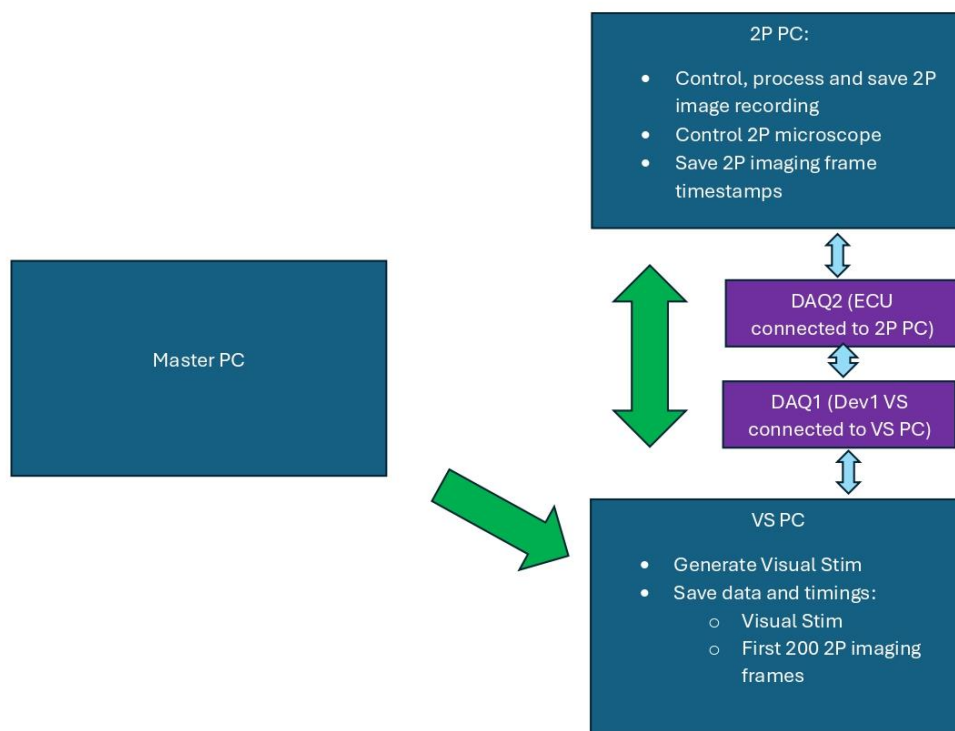 2P PC:
• Control, process and save 2P
image recording
• Control 2P microscope
• Save 2P imaging frame
timestamps
Master PC
DAQ2 (ECU
connected to 2P PC)
DAQ1 (Dev1 VS
connected to VS PC)
VS PC
• Generate Visual Stim
• Save data and timings:
o Visual Stim
o First 200 2P imaging
frames